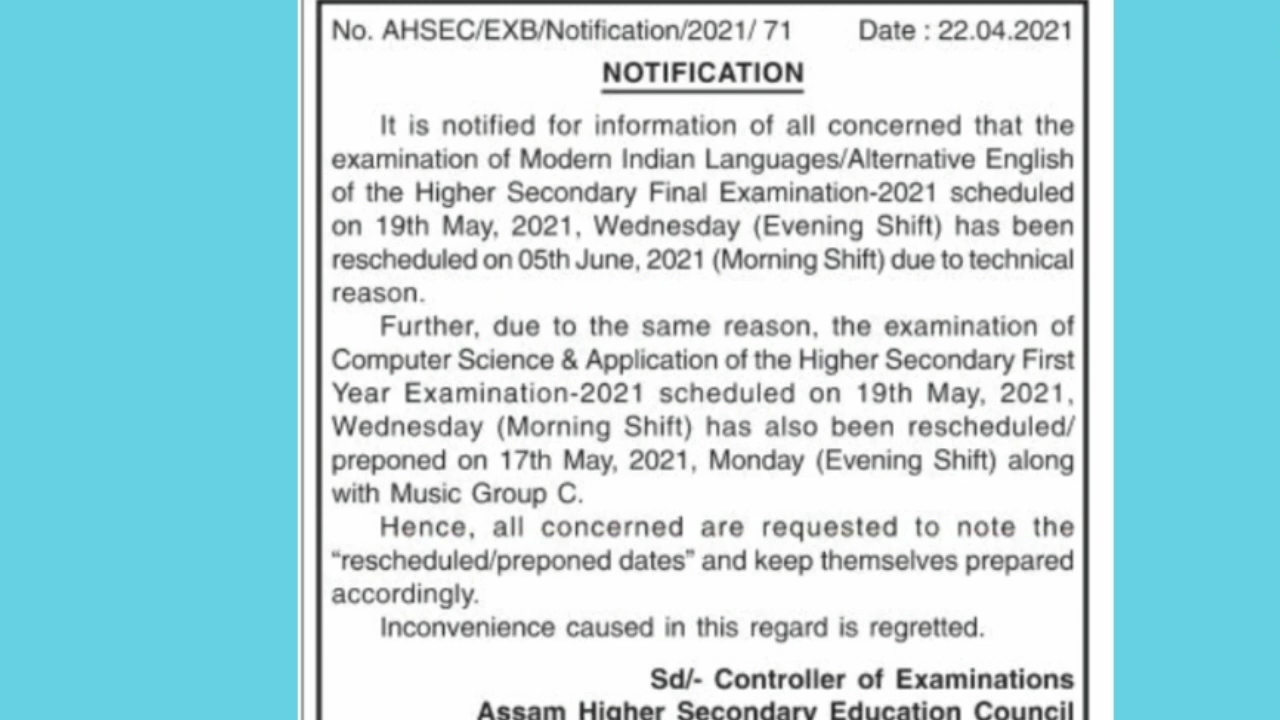 No. AHSEC/EXB/Notification/2021/ 71 Date : 22.04.2021
NOTIFICATION
It is notified for information of all concerned that the
examination of Modern Indian Languages/Alternative English
of the Higher Secondary Final Examination-2021 scheduled
on 19th May, 2021, Wednesday (Evening Shift) has been
rescheduled on 05th June, 2021 (Morning Shift) due to technical
reason.
Further, due to the same reason, the examination of
Computer Science & Application of the Higher Secondary First
Year Examination-2021 scheduled on 19th May, 2021,
Wednesday (Morning Shift) has also been rescheduled/
preponed on 17th May, 2021, Monday (Evening Shift) along
with Music Group C.
Hence, all concerned are requested to note the
“rescheduled/preponed dates” and keep themselves prepared
accordingly.
Inconvenience caused in this regard is regretted.
Sd/- Controller of Examinations
Assam Higher Secondary Education Council